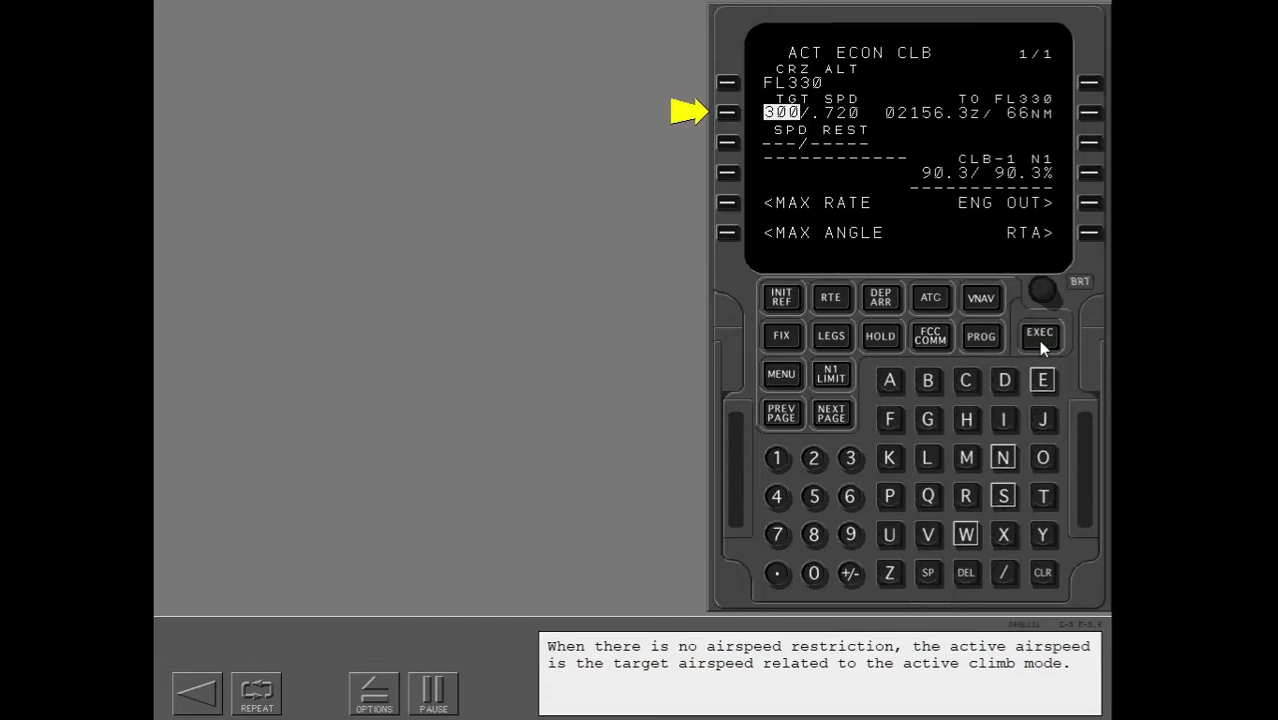 ACT ECON CLB 1/1
CRZ ALT
FL330
TGT SPD TO FL330
300/.720 02156.3Z/ 66NM
SPD REST
---/-----
------------ CLB-1 N1
90.3/ 90.3%
------------
<MAX RATE ENG OUT>
<MAX ANGLE RTA>
BRT
INIT REF RTE DEP ARR ATC VNAV
FIX LEGS HOLD FCC COMM PROG EXEC
MENU N1 LIMIT A B C D E
PREV PAGE NEXT PAGE F G H I J
1 2 3 K L M N O
4 5 6 P Q R S T
7 8 9 U V W X Y
. 0 +/- Z SP DEL / CLR
When there is no airspeed restriction, the active airspeed
is the target airspeed related to the active climb mode.
REPEAT OPTIONS PAUSE